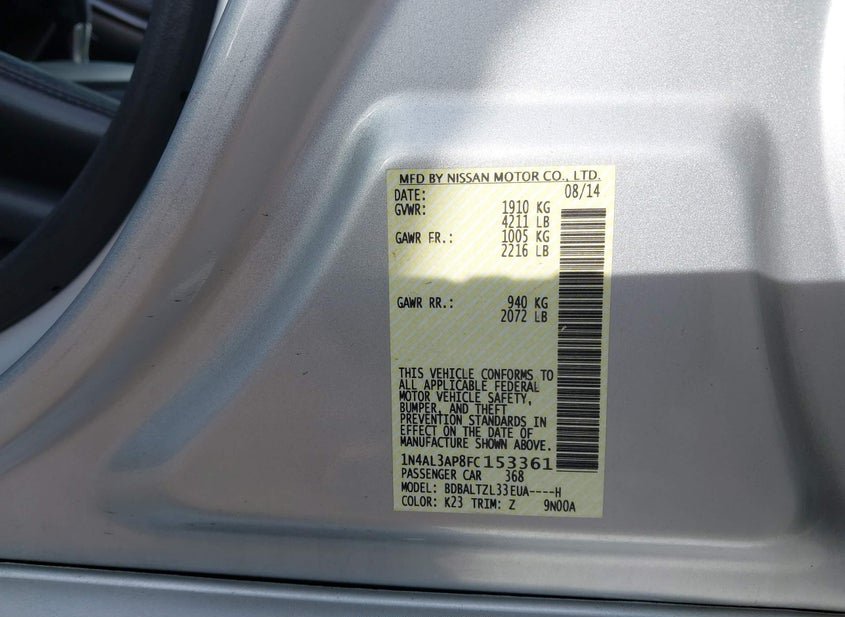 MFD BY NISSAN MOTOR CO., LTD.
DATE: 08/14
GVWR: 1910 KG
4211 LB
GAWR FR.: 1005 KG
2216 LB
GAWR RR.: 940 KG
2072 LB
THIS VEHICLE CONFORMS TO
ALL APPLICABLE FEDERAL
MOTOR VEHICLE SAFETY,
BUMPER, AND THEFT
PREVENTION STANDARDS IN
EFFECT ON THE DATE OF
MANUFACTURE SHOWN ABOVE.
1N4AL3AP8FC153361
PASSENGER CAR 368
MODEL: BDBALTZL33EUA----H
COLOR: K23 TRIM: Z 9N00A